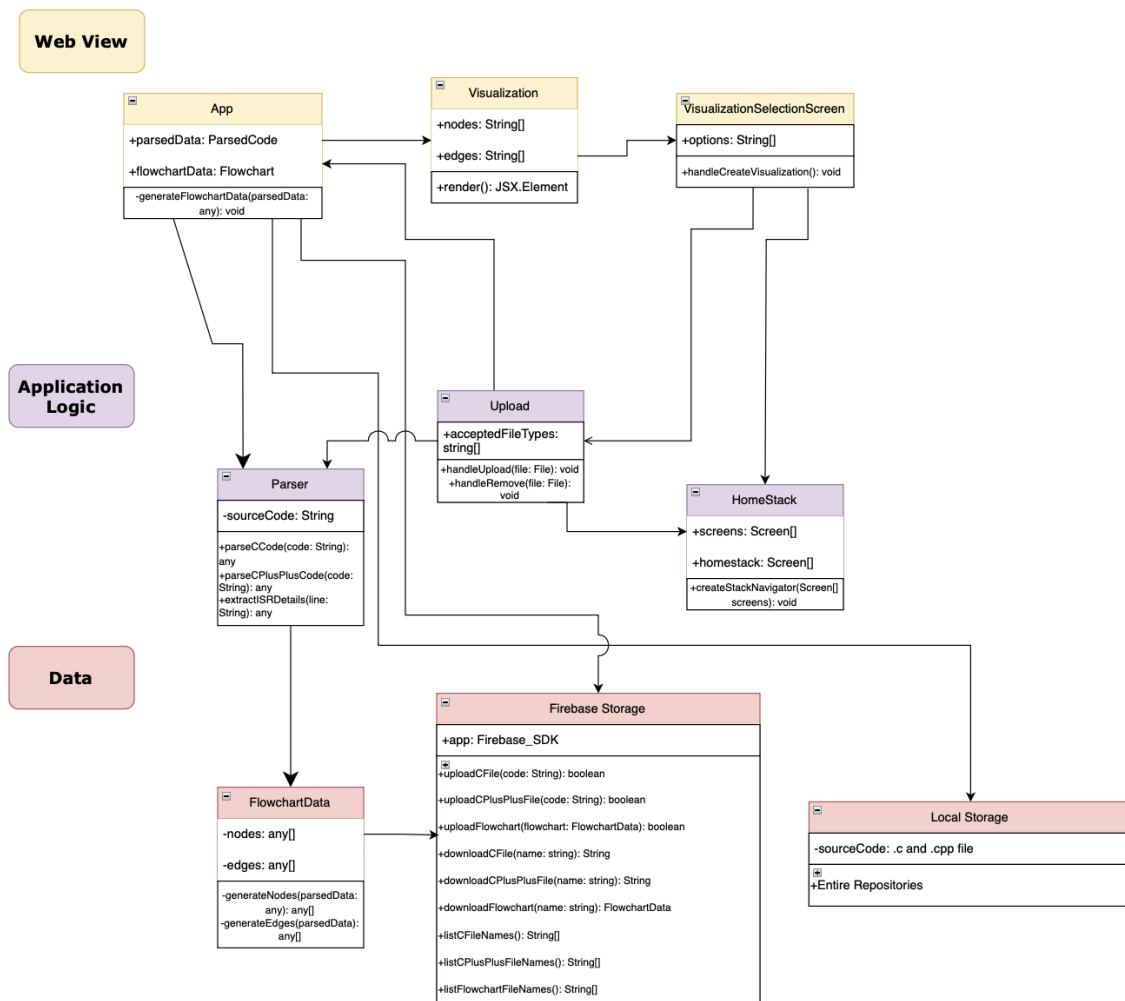 Web View
App
+parsedData: ParsedCode
+flowchartData: Flowchart
-generateFlowchartData(parsedData:
any): void
Visualization
+nodes: String[]
+edges: String[]
+render(): JSX.Element
VisualizationSelectionScreen
+options: String[]
+handleCreateVisualization(): void
Application
Logic
Upload
+acceptedFileTypes:
string[]
+handleUpload(file: File): void
+handleRemove(file: File):
void
Parser
-sourceCode: String
+parseCCode(code: String):
any
+parseCPlusPlusCode(code:
String): any
+extractISRDetails(line:
String): any
HomeStack
+screens: Screen[]
+homestack: Screen[]
+createStackNavigator(Screen[]
screens): void
Data
Firebase Storage
+app: Firebase_SDK
+uploadCFile(code: String): boolean
+uploadCPlusPlusFile(code: String): boolean
+uploadFlowchart(flowchart: FlowchartData): boolean
+downloadCFile(name: string): String
+downloadCPlusPlusFile(name: string): String
+downloadFlowchart(name: string): FlowchartData
+listCFileNames(): String[]
+listCPlusPlusFileNames(): String[]
+listFlowchartFileNames(): String[]
FlowchartData
-nodes: any[]
-edges: any[]
-generateNodes(parsedData:
any): any[]
-generateEdges(parsedData):
any[]
Local Storage
-sourceCode: .c and .cpp file
+Entire Repositories